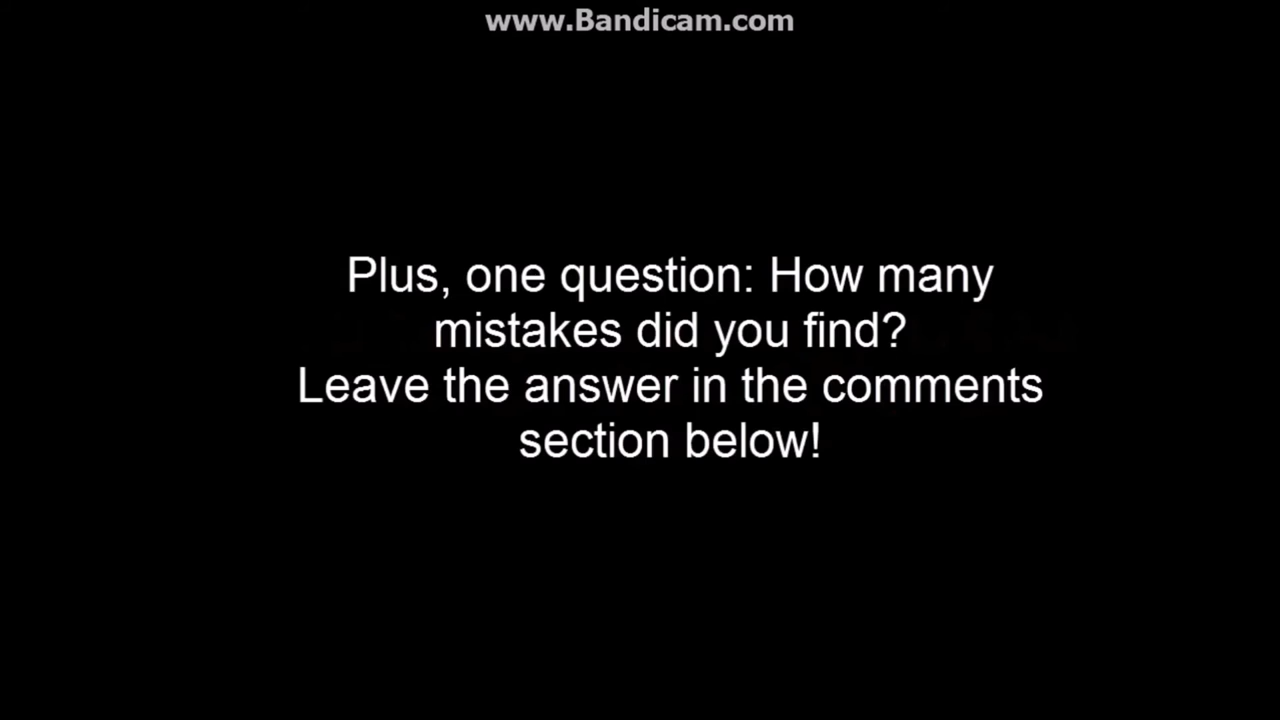 www.Bandicam.com
Plus, one question: How many
mistakes did you find?
Leave the answer in the comments
section below!